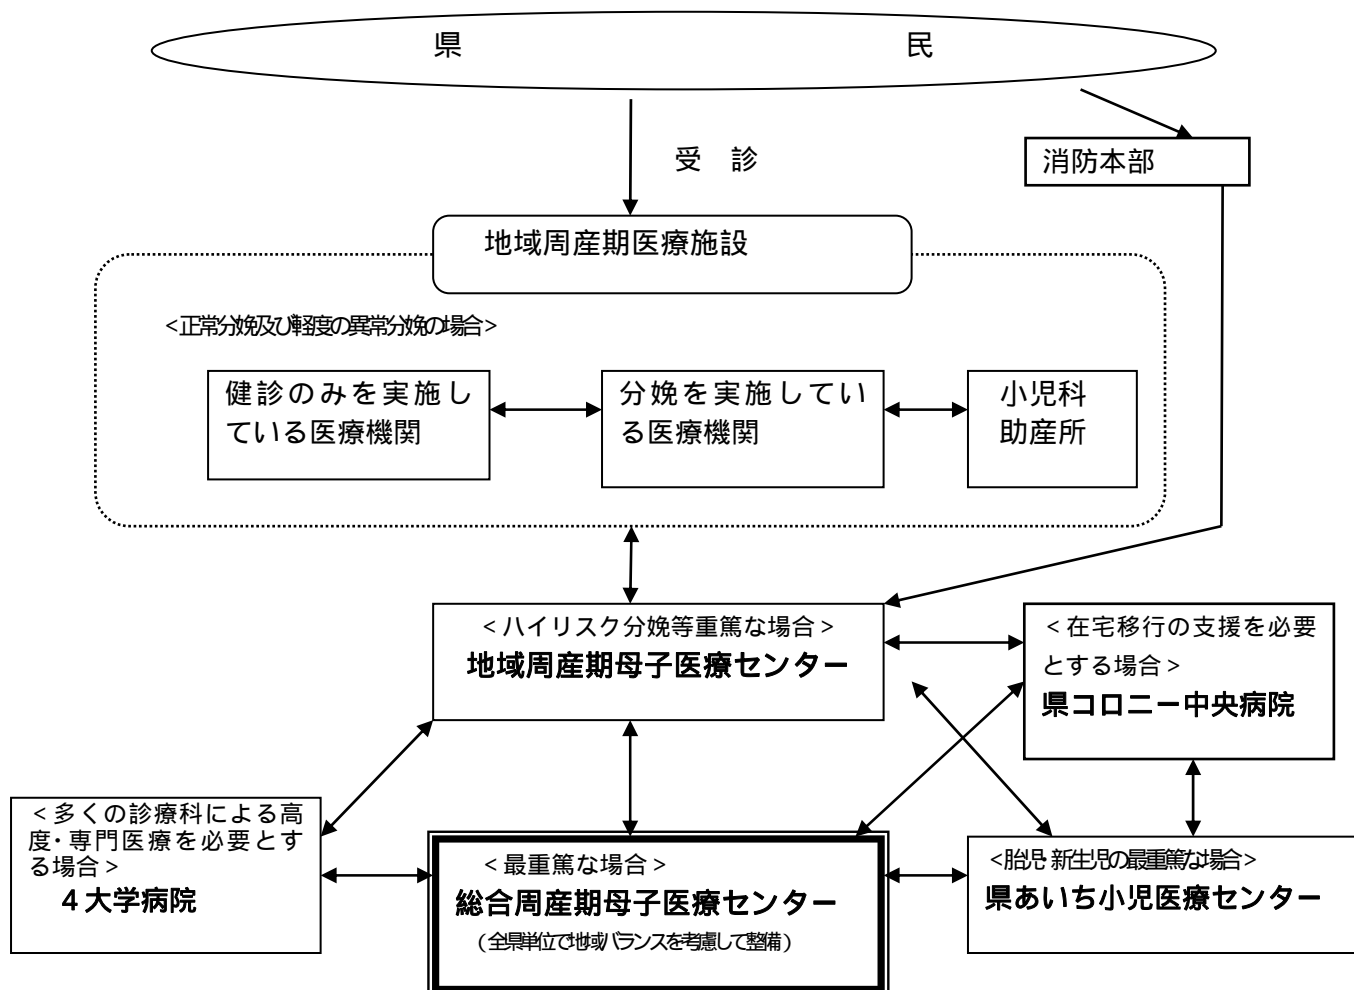 県 民
受 診
消防本部
地域周産期医療施設
<正常分娩及び軽度の異常分娩の場合>
健診のみを実施し
ている医療機関
分娩を実施してい
る医療機関
小児科
助産所
<ハイリスク分娩等重篤な場合>
地域周産期母子医療センター
<在宅移行の支援を必要
とする場合>
県コロニー中央病院
<多くの診療科による高
度・専門医療を必要とす
る場合>
4大学病院
<最重篤な場合>
総合周産期母子医療センター
(全県単位で地域バランスを考慮して整備)
<胎児・新生児の最重篤な場合>
県あいち小児医療センター